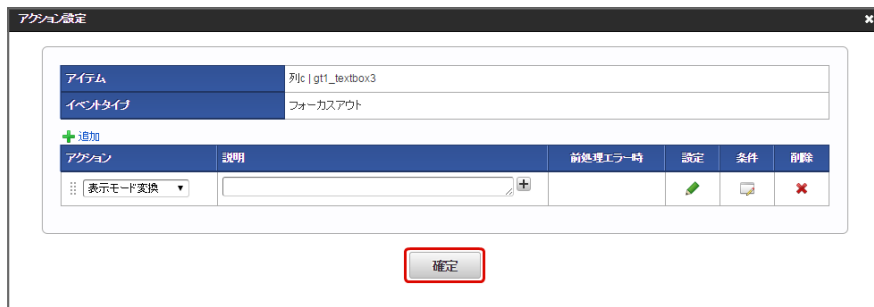 アクション設定
アイテム 列c | gt1_textbox3
イベントタイプ フォーカスアウト
追加
アクション 説明 前処理エラー時 設定 条件 削除
表示モード変換
確定